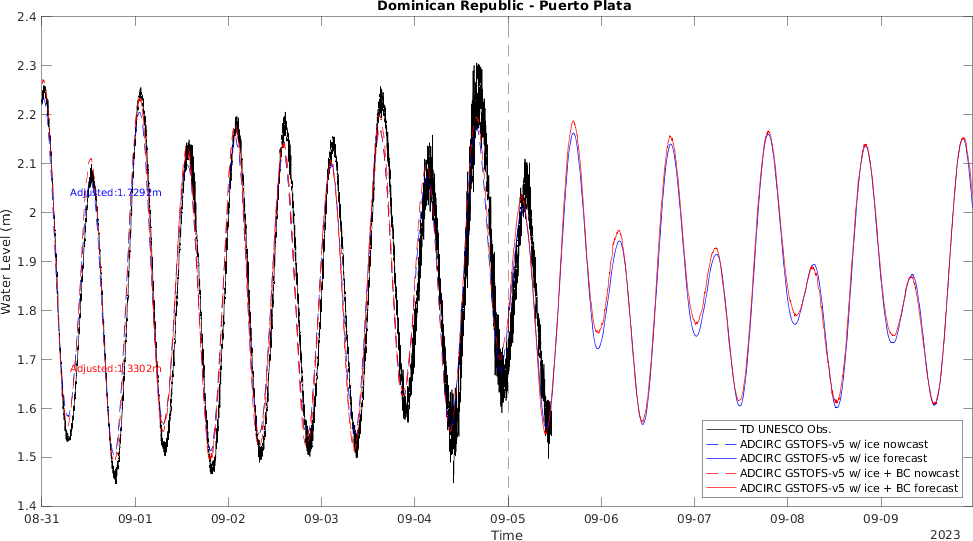 Dominican Republic - Puerto Plata
2.4
2.3
2.2
2.1
2
1.9
1.8
1.7
1.6
1.5
1.4
Water Level (m)
Adjusted:1.7292m
Adjusted:1.3302m
TD UNESCO Obs.
ADCIRC GSTOFS-v5 w/ ice nowcast
ADCIRC GSTOFS-v5 w/ ice forecast
ADCIRC GSTOFS-v5 w/ ice + BC nowcast
ADCIRC GSTOFS-v5 w/ ice + BC forecast
08-31 09-01 09-02 09-03 09-04 09-05 09-06 09-07 09-08 09-09
Time
2023